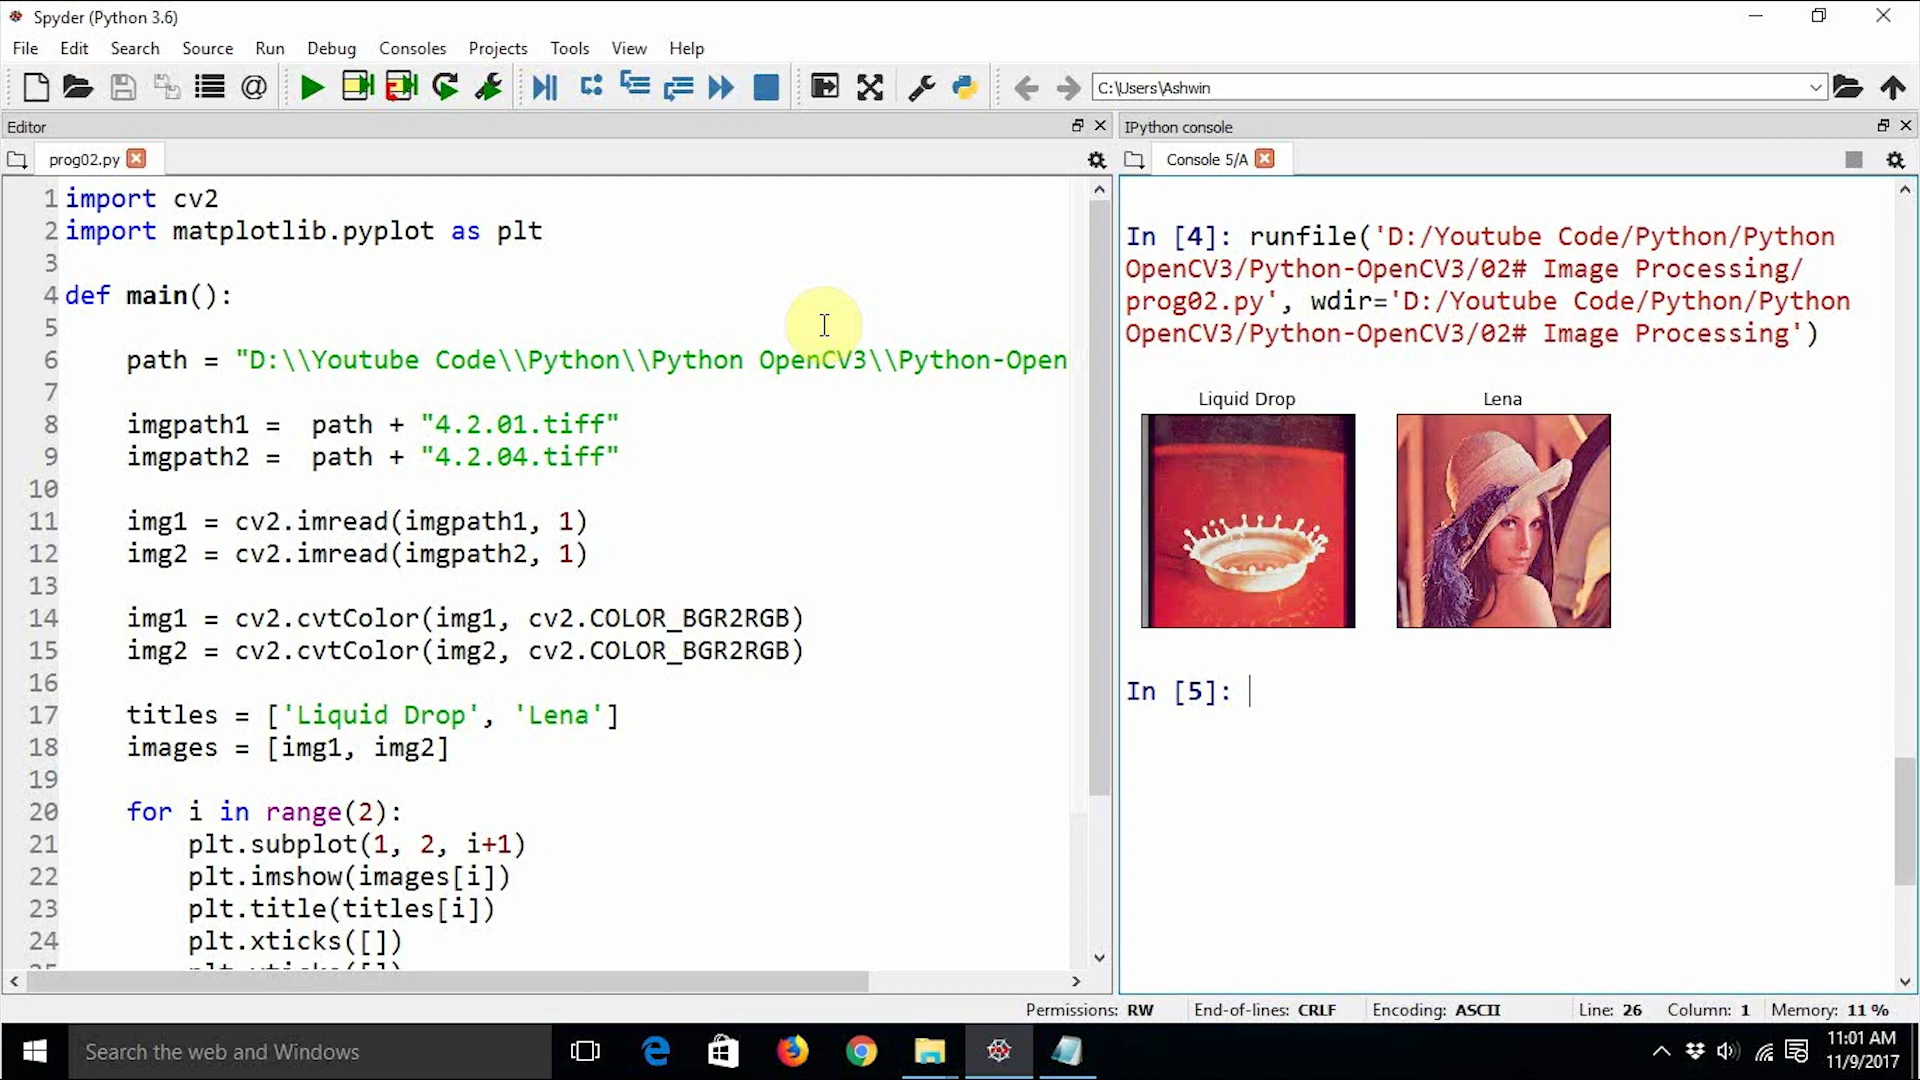 Spyder (Python 3.6)
File Edit Search Source Run Debug Consoles Projects Tools View Help
C:\Users\Ashwin
Editor
prog02.py
1 import cv2
2 import matplotlib.pyplot as plt
3
4 def main():
5
6     path = "D:\\Youtube Code\\Python\\Python OpenCV3\\Python-Open
7
8     imgpath1 =  path + "4.2.01.tiff"
9     imgpath2 =  path + "4.2.04.tiff"
10
11     img1 = cv2.imread(imgpath1, 1)
12     img2 = cv2.imread(imgpath2, 1)
13
14     img1 = cv2.cvtColor(img1, cv2.COLOR_BGR2RGB)
15     img2 = cv2.cvtColor(img2, cv2.COLOR_BGR2RGB)
16
17     titles = ['Liquid Drop', 'Lena']
18     images = [img1, img2]
19
20     for i in range(2):
21         plt.subplot(1, 2, i+1)
22         plt.imshow(images[i])
23         plt.title(titles[i])
24         plt.xticks([])
IPython console
Console 5/A
In [4]: runfile('D:/Youtube Code/Python/Python
OpenCV3/Python-OpenCV3/02# Image Processing/
prog02.py', wdir='D:/Youtube Code/Python/Python
OpenCV3/Python-OpenCV3/02# Image Processing')
Liquid Drop Lena
In [5]:
Permissions: RW End-of-lines: CRLF Encoding: ASCII Line: 26 Column: 1 Memory: 11 %
Search the web and Windows
11:01 AM
11/9/2017